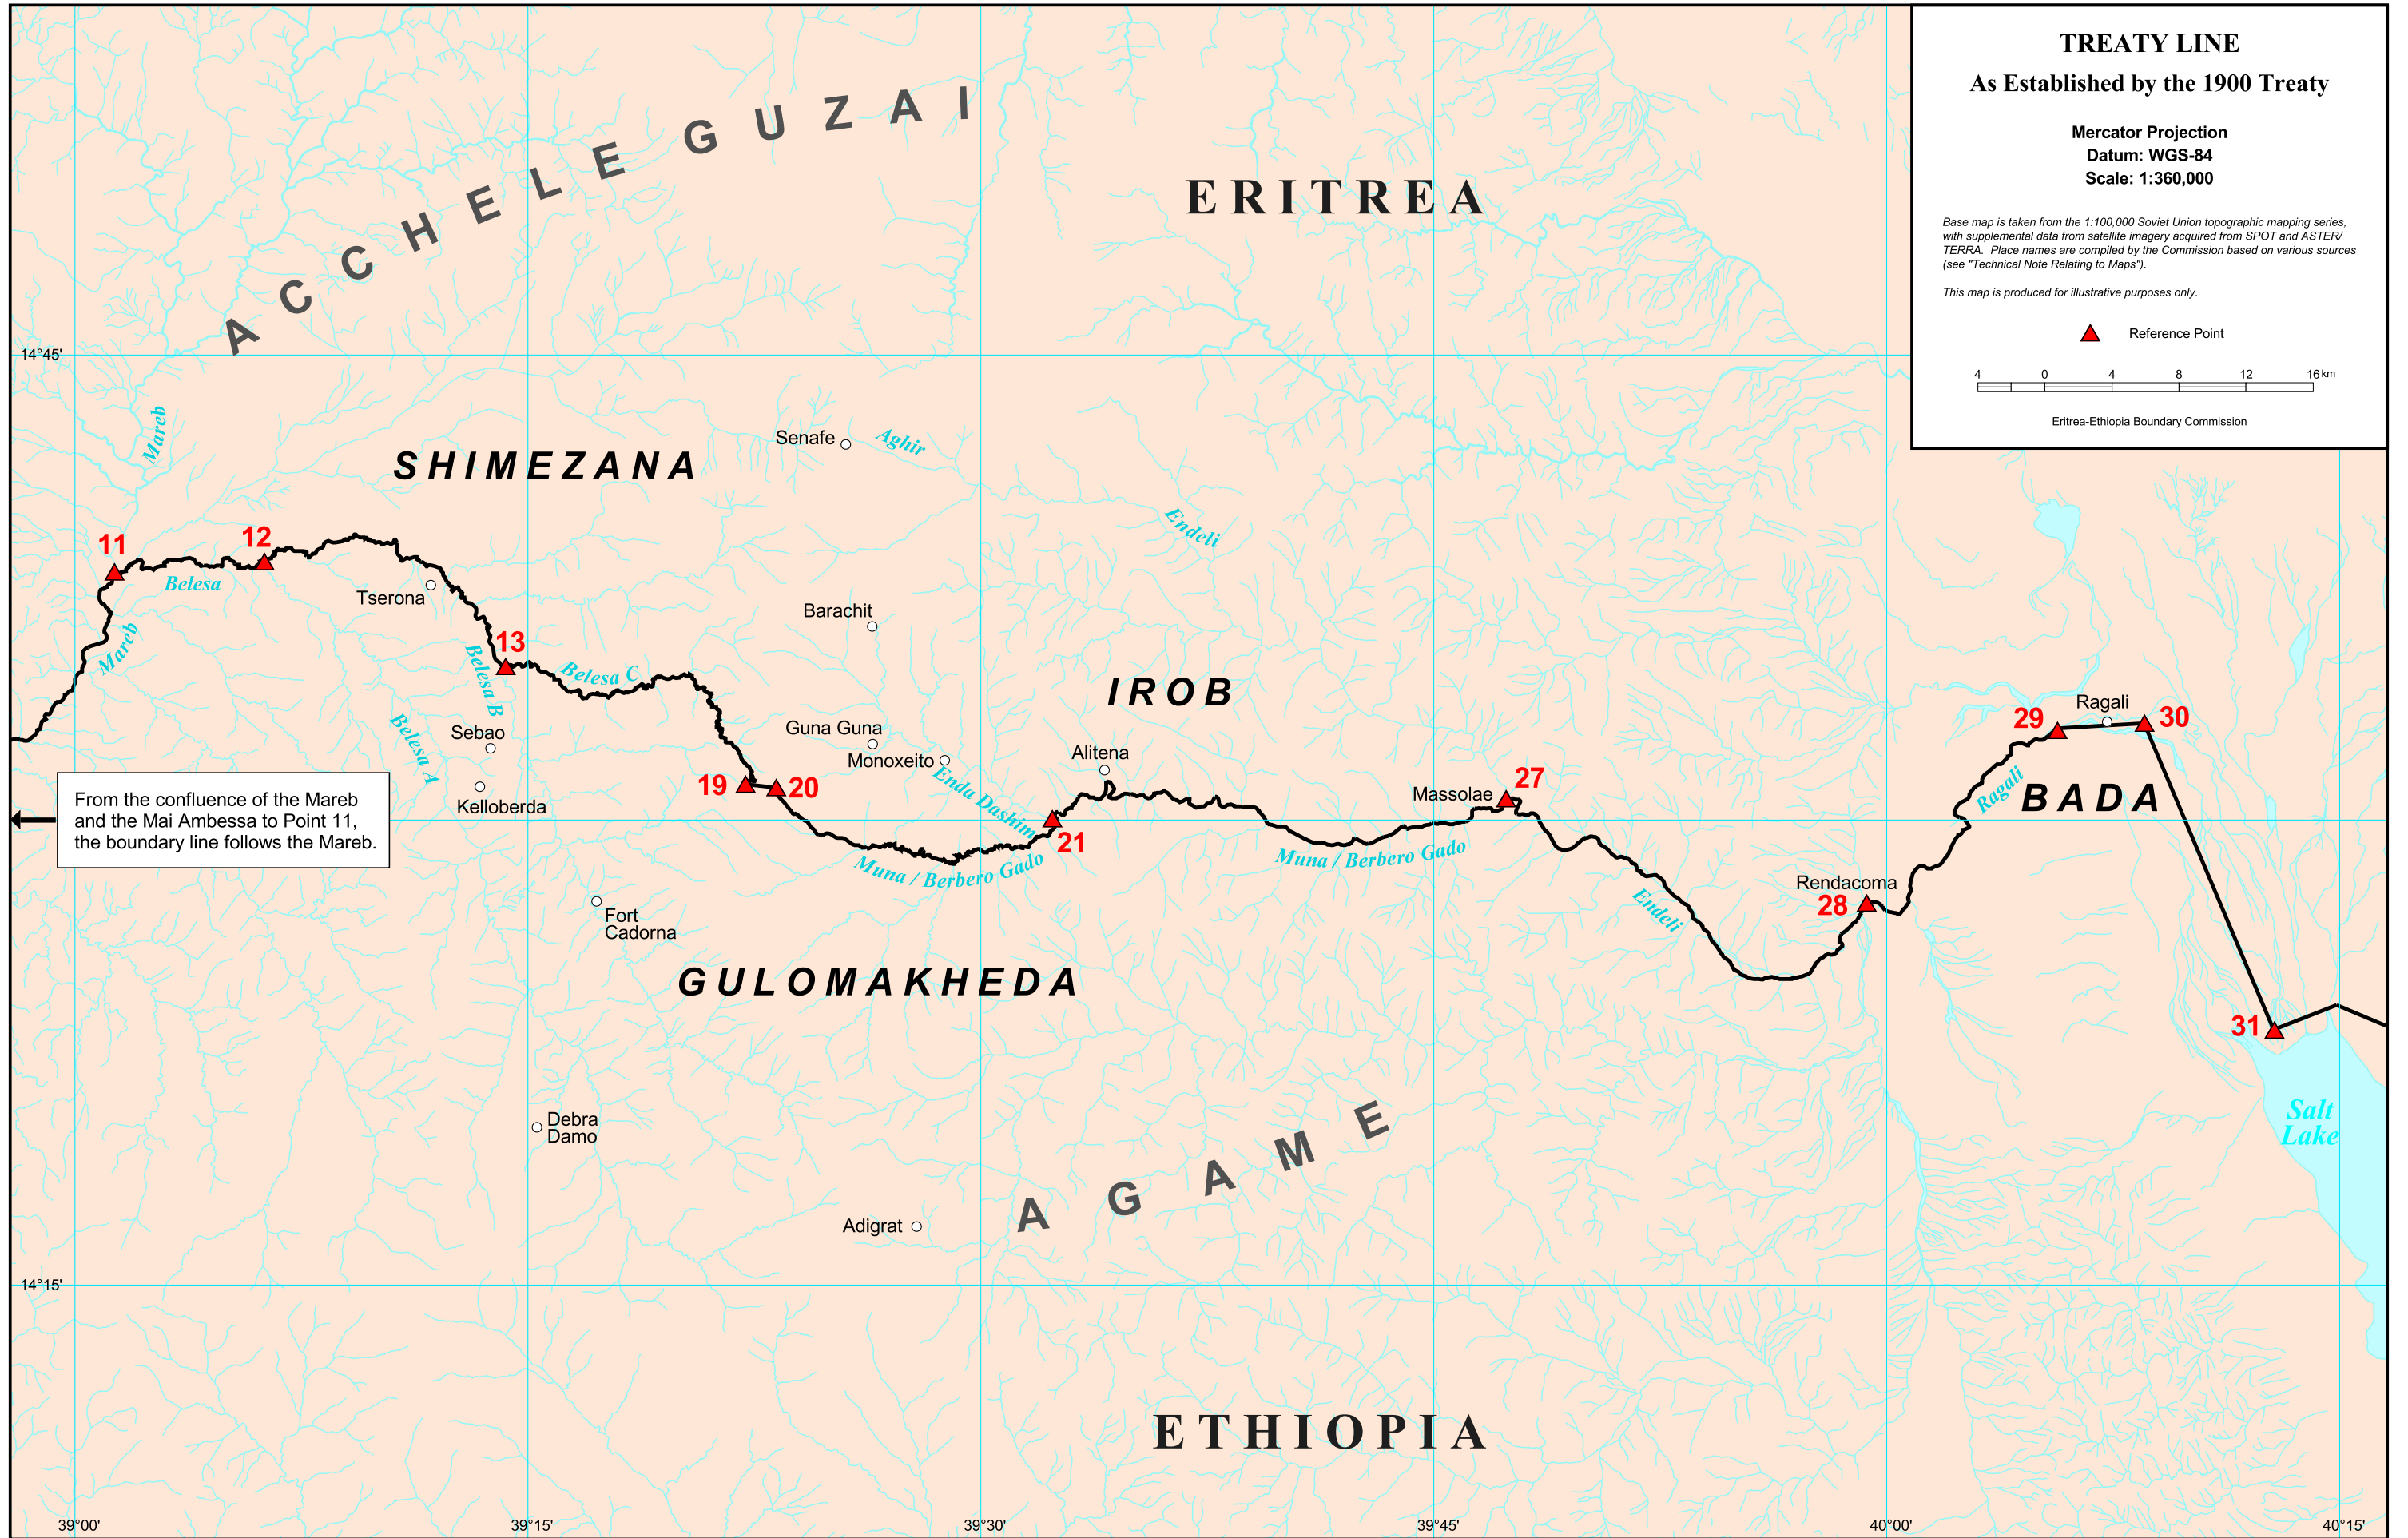 TREATY LINE
As Established by the 1900 Treaty
Mercator Projection
Datum: WGS-84
Scale: 1:360,000
Base map is taken from the 1:100,000 Soviet Union topographic mapping series,
with supplemental data from satellite imagery acquired from SPOT and ASTER/
TERRA. Place names are compiled by the Commission based on various sources
(see "Technical Note Relating to Maps").
This map is produced for illustrative purposes only.
Reference Point
4 0 4 8 12 16 km
Eritrea-Ethiopia Boundary Commission
ACCHELE GUZAI
ERITREA
14°45'
Mareb
SHIMEZANA
Senafe
Aghir
Endeli
11
12
Belesa
Tserona
Barachit
Mareb
13
Belesa B
Belesa C
IROB
Belesa A
Sebao
Guna Guna
Monoxeito
Alitena
Ragali
29
30
Kelloberda
19
20
Enda Dashim
21
Massolae
27
Ragali
BADA
From the confluence of the Mareb
and the Mai Ambessa to Point 11,
the boundary line follows the Mareb.
Muna / Berbero Gado
Muna / Berbero Gado
Endeli
Rendacoma
28
Fort
Cadorna
GULOMAKHEDA
31
Debra
Damo
Salt
Lake
AGAME
Adigrat
14°15'
ETHIOPIA
39°00'
39°15'
39°30'
39°45'
40°00'
40°15'